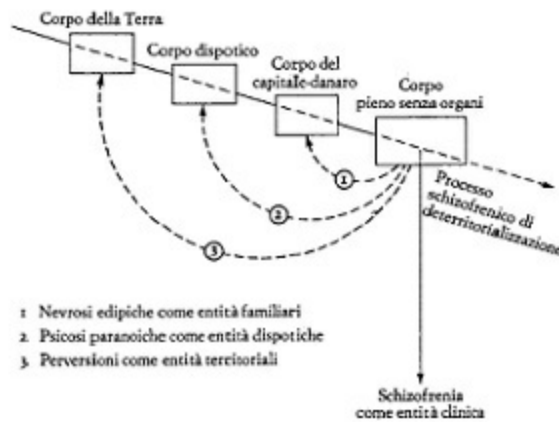 Corpo della Terra
Corpo dispotico
Corpo del
capitale-danaro
Corpo
pieno senza organi
1
2
3
Processo
schizofrenico di
deterritorializzazione
1 Nevrosi edipiche come entità familiari
2. Psicosi paranoiche come entità dispotiche
3. Perversioni come entità territoriali
Schizofrenia
come entità clinica